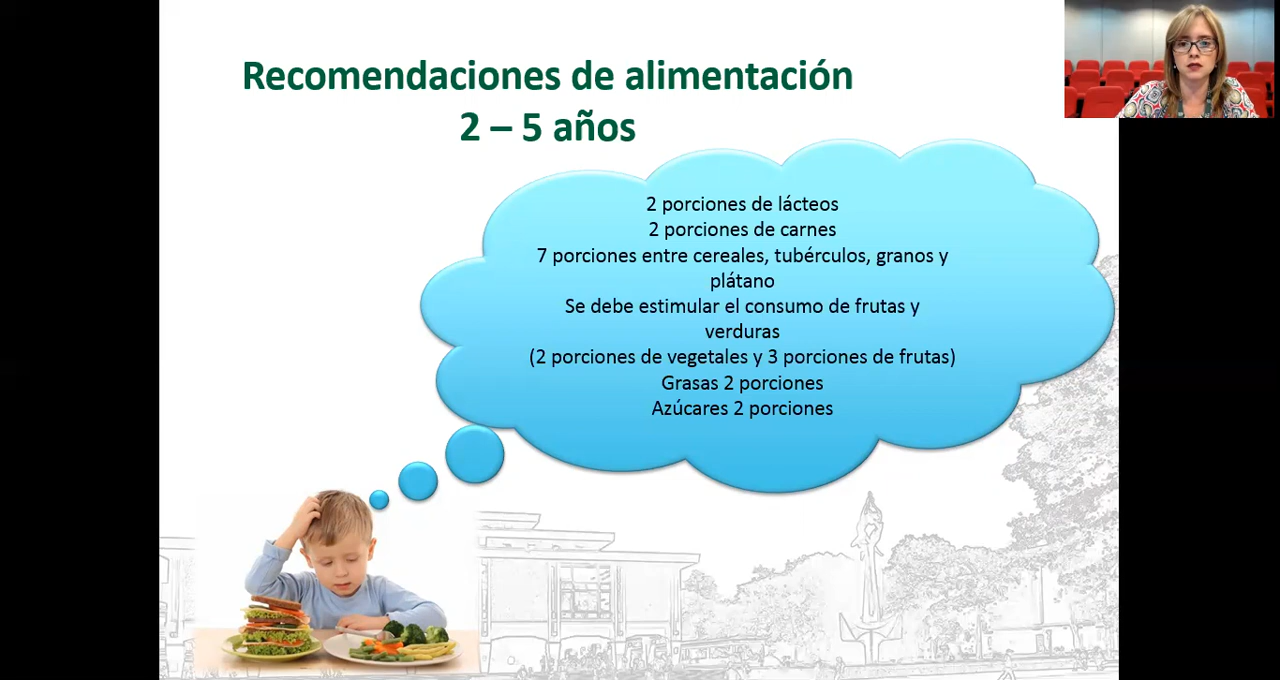 Recomendaciones de alimentación
2 – 5 años
2 porciones de lácteos
2 porciones de carnes
7 porciones entre cereales, tubérculos, granos y
plátano
Se debe estimular el consumo de frutas y
verduras
(2 porciones de vegetales y 3 porciones de frutas)
Grasas 2 porciones
Azúcares 2 porciones